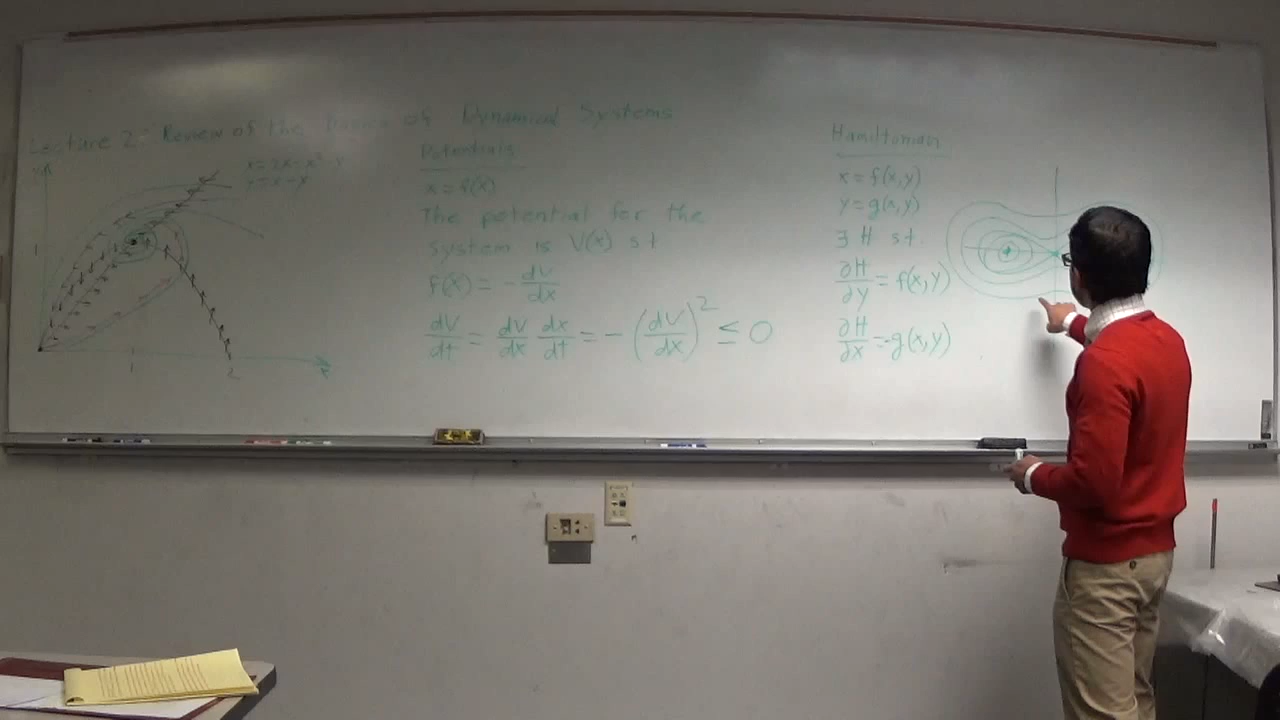 Lecture 2: Review of the basics of Dynamical Systems
ẋ = 2x - x² - y
ẏ = x - y
y
1
1
2
x
Potentials
ẋ = f(x)
The potential for the
system is V(x) s.t
f(x) = - dV/dx
dV/dt = dV/dx dx/dt = - (dV/dx)² ≤ 0
Hamiltonian
ẋ = f(x,y)
ẏ = g(x,y)
∃ H s.t.
∂H/∂y = f(x,y)
∂H/∂x = -g(x,y)